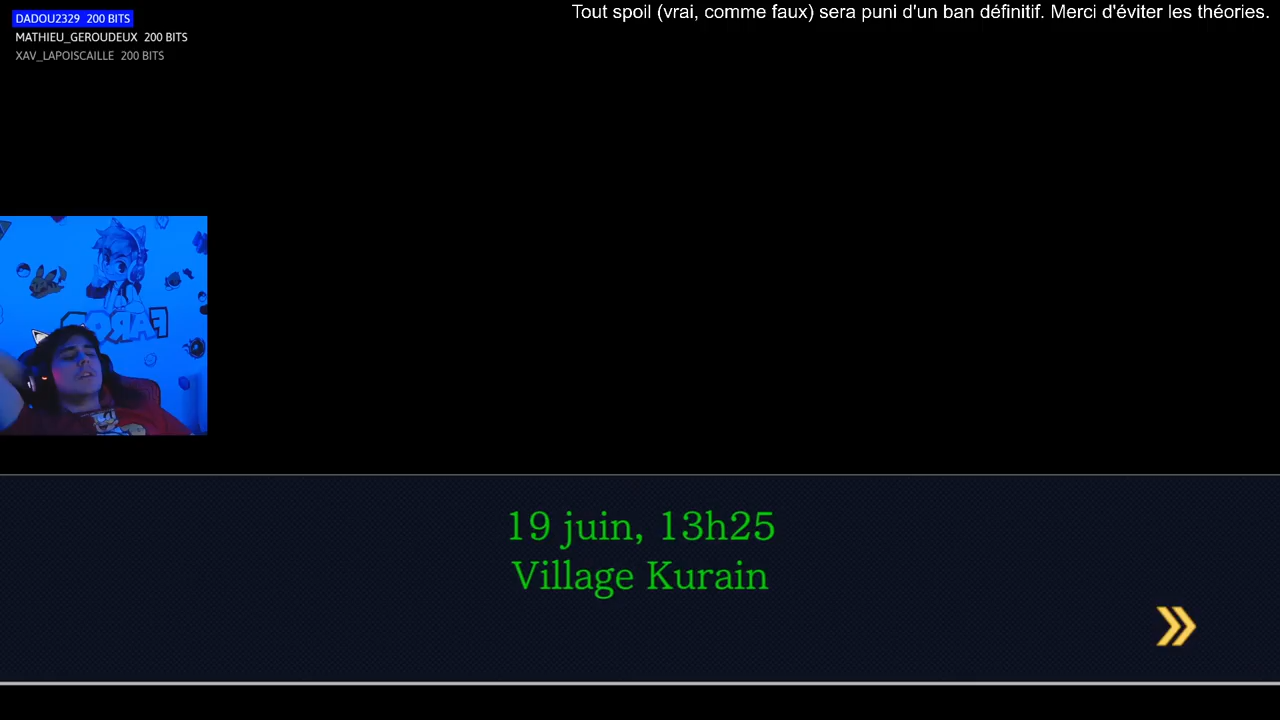 DADOU2329 200 BITS
MATHIEU_GEROUDEUX 200 BITS
XAV_LAPOISCAILLE 200 BITS
Tout spoil (vrai, comme faux) sera puni d'un ban définitif. Merci d'éviter les théories.
19 juin, 13h25
Village Kurain